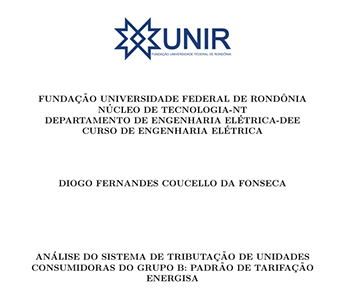 UNIR
FUNDAÇÃO UNIVERSIDADE FEDERAL DE RONDÔNIA
FUNDAÇÃO UNIVERSIDADE FEDERAL DE RONDÔNIA
NÚCLEO DE TECNOLOGIA-NT
DEPARTAMENTO DE ENGENHARIA ELÉTRICA-DEE
CURSO DE ENGENHARIA ELÉTRICA
DIOGO FERNANDES COUCELLO DA FONSECA
ANÁLISE DO SISTEMA DE TRIBUTAÇÃO DE UNIDADES
CONSUMIDORAS DO GRUPO B: PADRÃO DE TARIFAÇÃO
ENERGISA